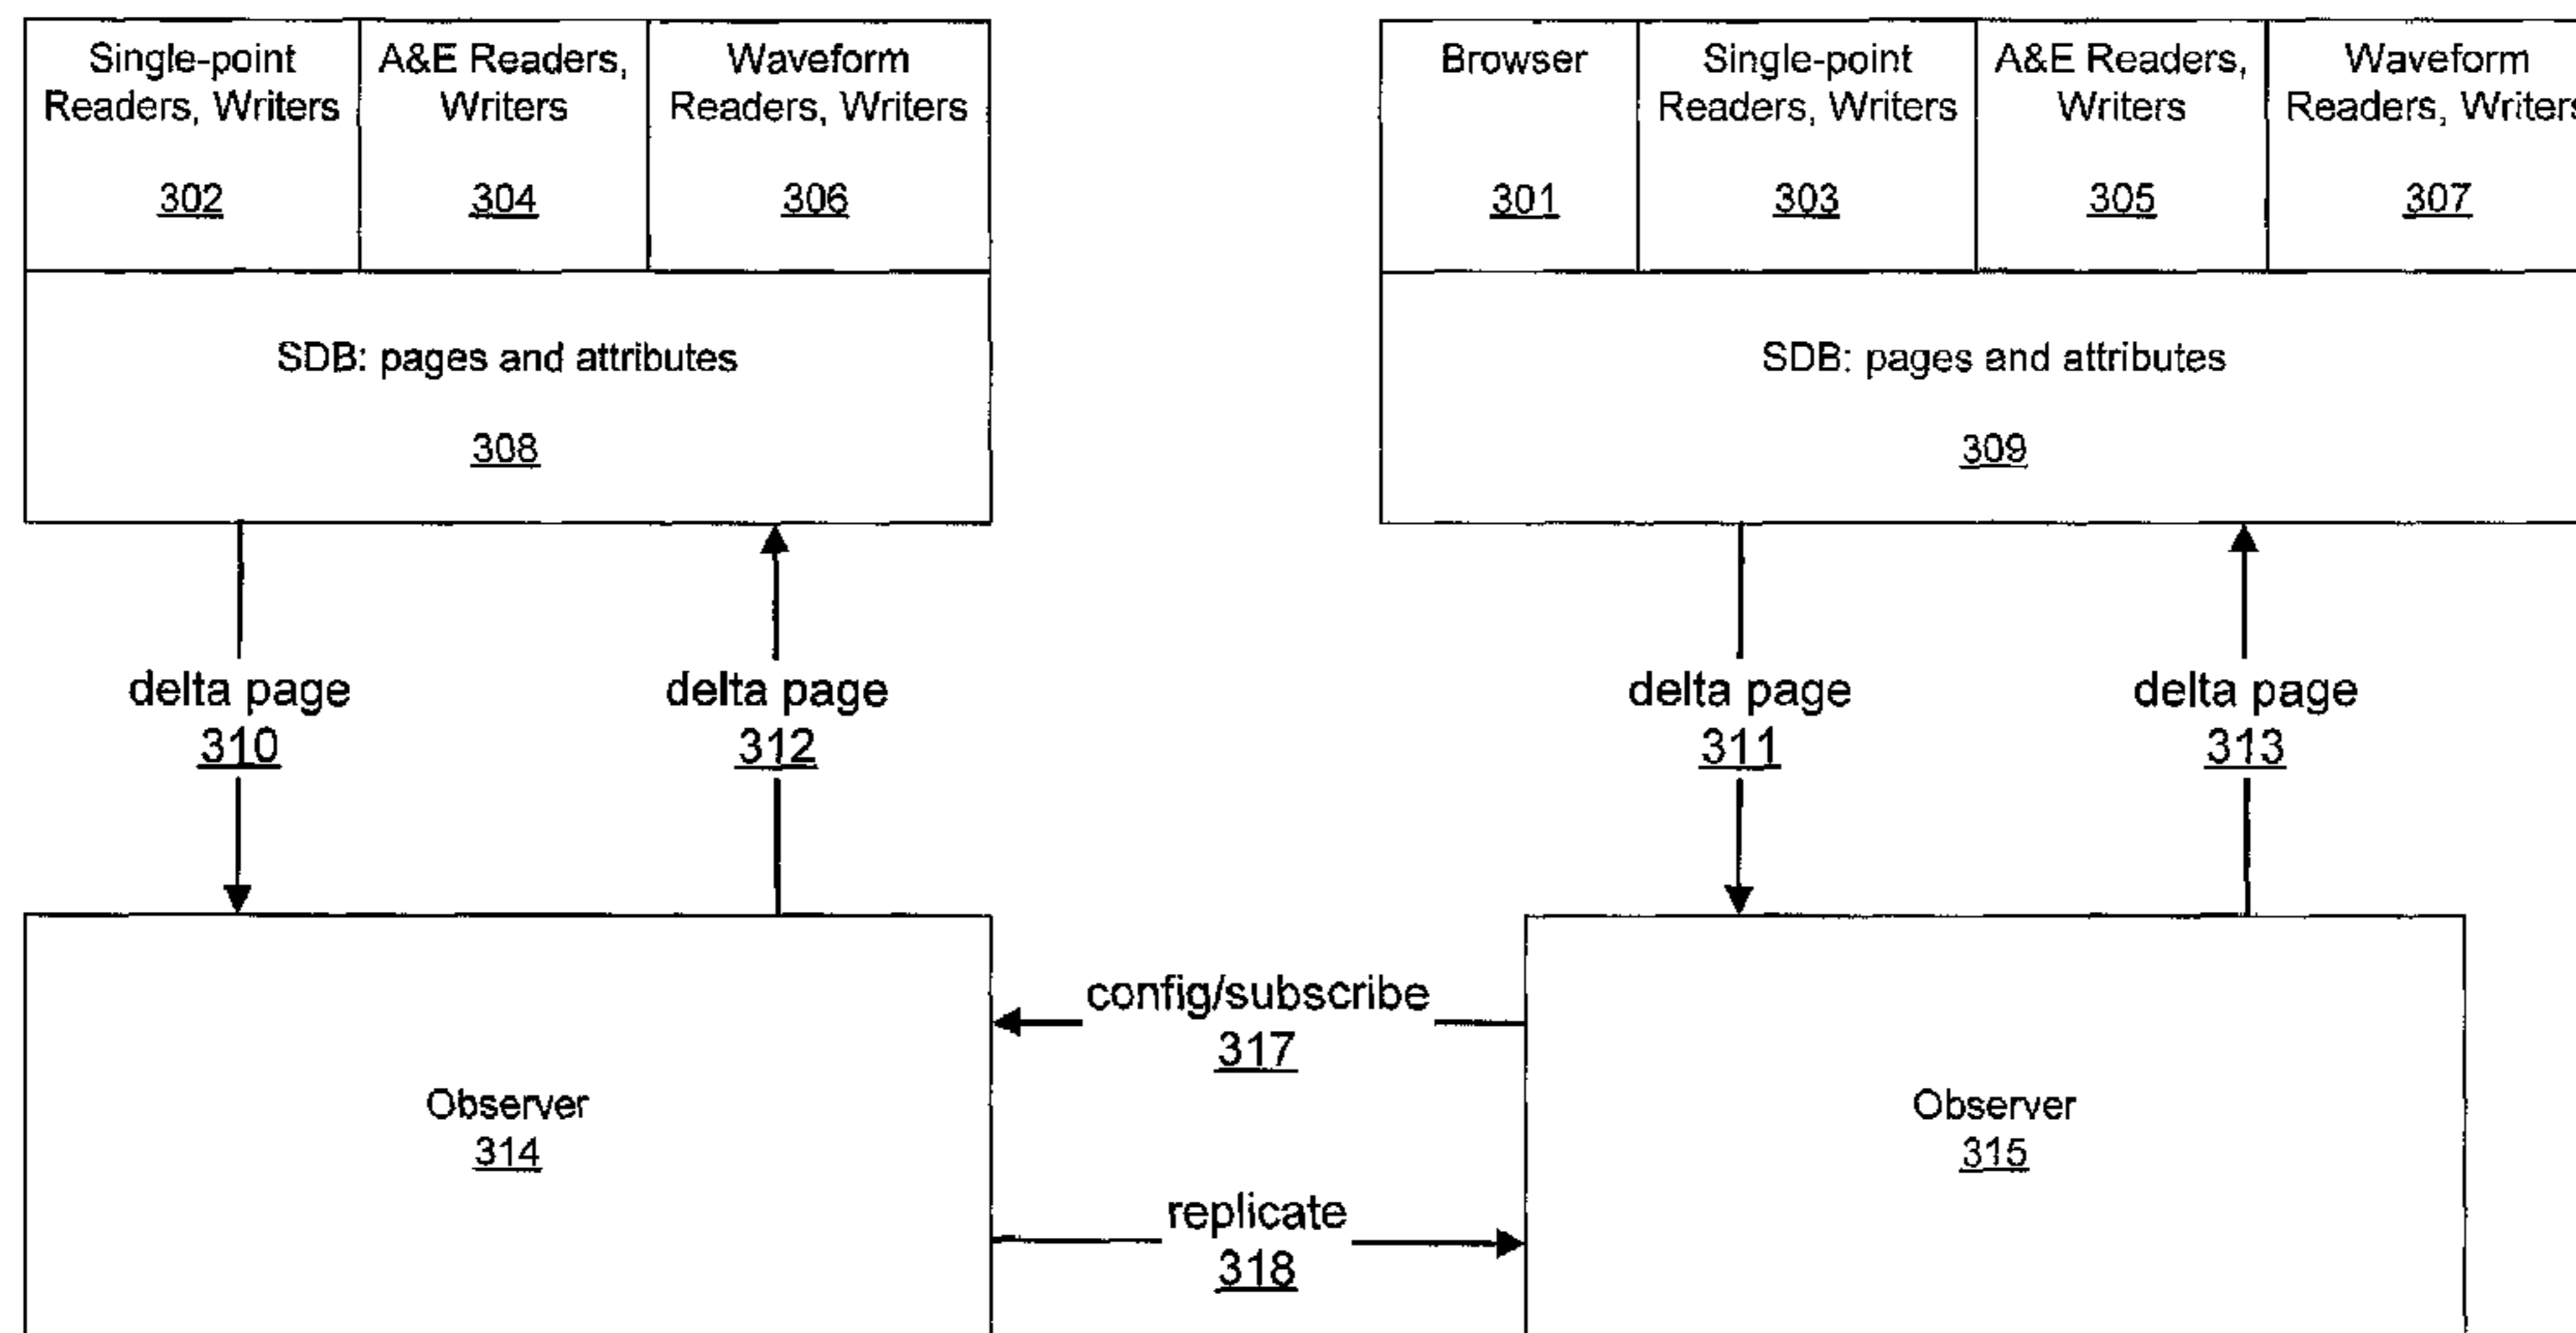 Single-point
Readers, Writers
302
A&E Readers,
Writers
304
Waveform
Readers, Writers
306
SDB: pages and attributes
308
Browser
301
Single-point
Readers, Writers
303
A&E Readers,
Writers
305
Waveform
Readers, Writers
307
SDB: pages and attributes
309
delta page
310
delta page
312
delta page
311
delta page
313
Observer
314
config/subscribe
317
replicate
318
Observer
315